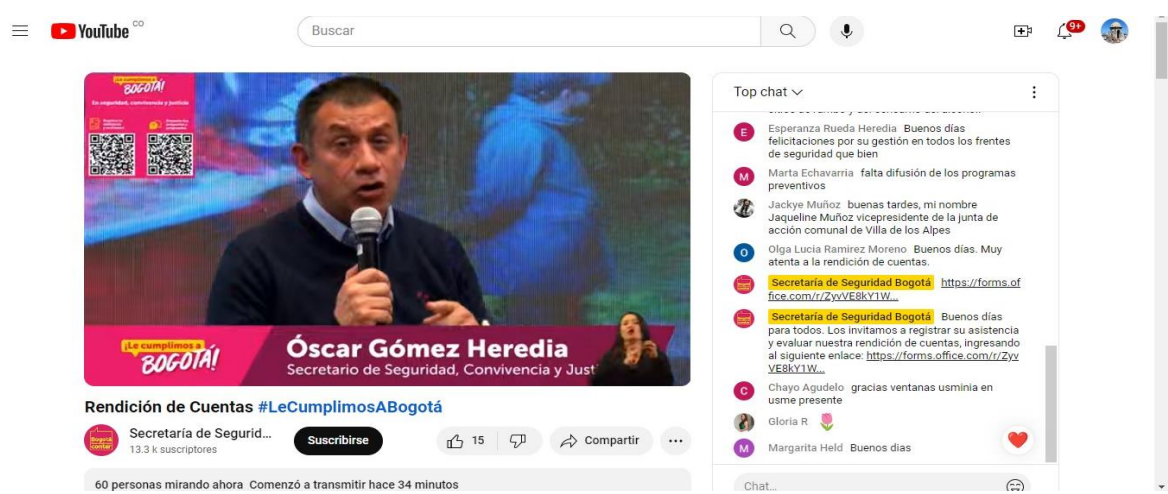 YouTube CO
Buscar
9+
¡Le cumplimos a
BOGOTÁ!
En seguridad, convivencia y justicia
Óscar Gómez Heredia
Secretario de Seguridad, Convivencia y Just
¡Le cumplimos a
BOGOTÁ!
Rendición de Cuentas #LeCumplimosABogotá
Secretaría de Segurid...
13.3 k suscriptores
Suscribirse
15
Compartir
60 personas mirando ahora Comenzó a transmitir hace 34 minutos
Top chat
E
Esperanza Rueda Heredia Buenos días
felicitaciones por su gestión en todos los frentes
de seguridad que bien
M
Marta Echavarria falta difusión de los programas
preventivos
Jackye Muñoz buenas tardes, mi nombre
Jaqueline Muñoz vicepresidente de la junta de
acción comunal de Villa de los Alpes
O
Olga Lucia Ramirez Moreno Buenos días. Muy
atenta a la rendición de cuentas.
Secretaría de Seguridad Bogotá https://forms.of
fice.com/r/ZyvVE8kY1W...
Secretaría de Seguridad Bogotá Buenos días
para todos. Los invitamos a registrar su asistencia
y evaluar nuestra rendición de cuentas, ingresando
al siguiente enlace: https://forms.office.com/r/Zyv
VE8kY1W...
C
Chayo Agudelo gracias ventanas usminia en
usme presente
Gloria R
M
Margarita Held Buenos dias
Chat...